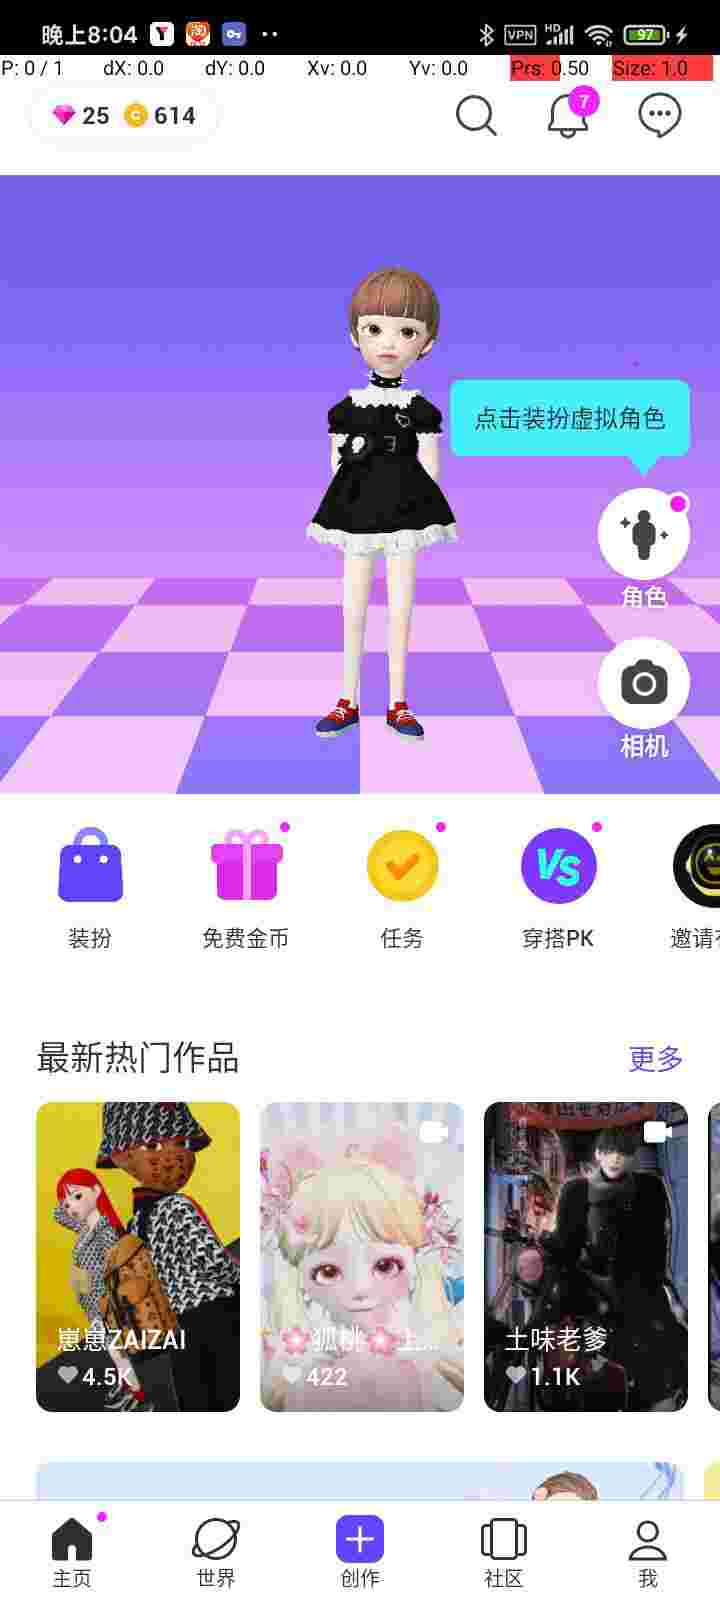 晚上8:04
VPN
HD
97
P: 0 / 1 dX: 0.0 dY: 0.0 Xv: 0.0 Yv: 0.0 Prs: 0.50 Size: 1.0
25 614
7
点击装扮虚拟角色
角色
相机
VS
装扮 免费金币 任务 穿搭PK 邀请
最新热门作品 更多
崽崽ZAIZAI
4.5K
狐桃 上...
422
土味老爹
1.1K
主页 世界 创作 社区 我